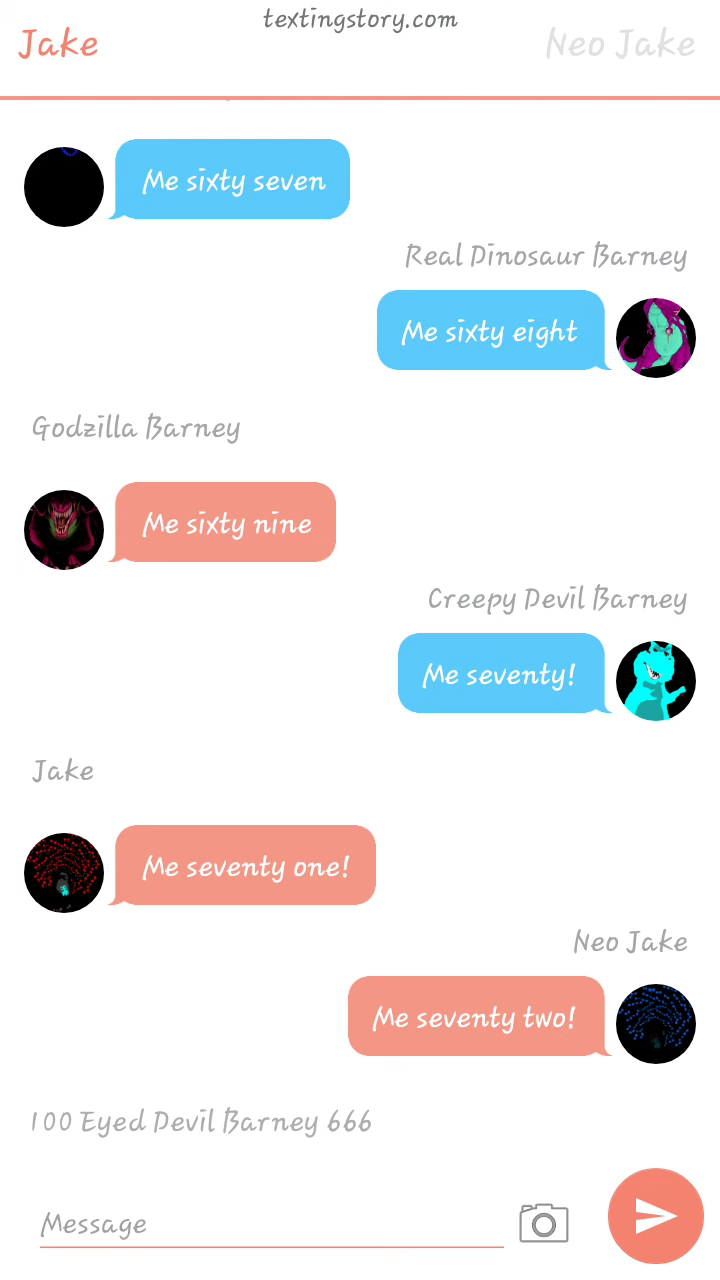 textingstory.com
Jake
Neo Jake
Me sixty seven
Real Dinosaur Barney
Me sixty eight
Godzilla Barney
Me sixty nine
Creepy Devil Barney
Me seventy!
Jake
Me seventy one!
Neo Jake
Me seventy two!
100 Eyed Devil Barney 666
Message